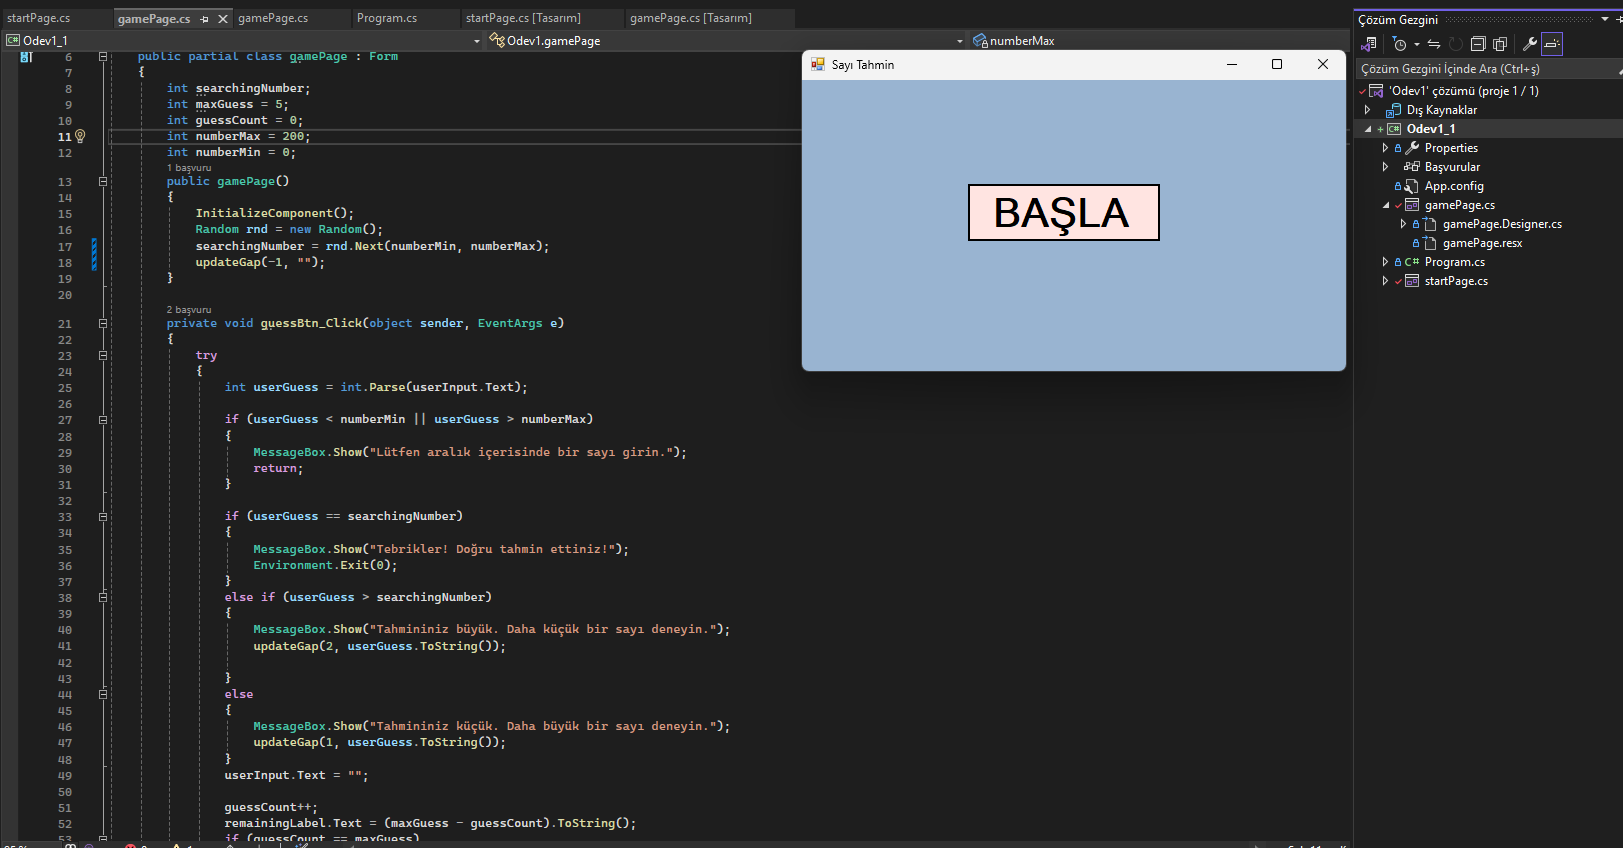 startPage.cs
gamePage.cs
gamePage.cs
Program.cs
startPage.cs [Tasarım]
gamePage.cs [Tasarım]
C# Odev1_1
Odev1.gamePage
numberMax
6 public partial class gamePage : Form
7 {
8 int searchingNumber;
9 int maxGuess = 5;
10 int guessCount = 0;
11 int numberMax = 200;
12 int numberMin = 0;
1 başvuru
13 public gamePage()
14 {
15 InitializeComponent();
16 Random rnd = new Random();
17 searchingNumber = rnd.Next(numberMin, numberMax);
18 updateGap(-1, "");
19 }
20
2 başvuru
21 private void guessBtn_Click(object sender, EventArgs e)
22 {
23 try
24 {
25 int userGuess = int.Parse(userInput.Text);
26
27 if (userGuess < numberMin || userGuess > numberMax)
28 {
29 MessageBox.Show("Lütfen aralık içerisinde bir sayı girin.");
30 return;
31 }
32
33 if (userGuess == searchingNumber)
34 {
35 MessageBox.Show("Tebrikler! Doğru tahmin ettiniz!");
36 Environment.Exit(0);
37 }
38 else if (userGuess > searchingNumber)
39 {
40 MessageBox.Show("Tahmininiz büyük. Daha küçük bir sayı deneyin.");
41 updateGap(2, userGuess.ToString());
42
43 }
44 else
45 {
46 MessageBox.Show("Tahmininiz küçük. Daha büyük bir sayı deneyin.");
47 updateGap(1, userGuess.ToString());
48 }
49 userInput.Text = "";
50
51 guessCount++;
52 remainingLabel.Text = (maxGuess - guessCount).ToString();
53 if (guessCount == maxGuess)
Sayı Tahmin
BAŞLA
Çözüm Gezgini
Çözüm Gezgini İçinde Ara (Ctrl+ş)
'Odev1' çözümü (proje 1 / 1)
Dış Kaynaklar
C# Odev1_1
Properties
Başvurular
App.config
gamePage.cs
gamePage.Designer.cs
gamePage.resx
C# Program.cs
startPage.cs